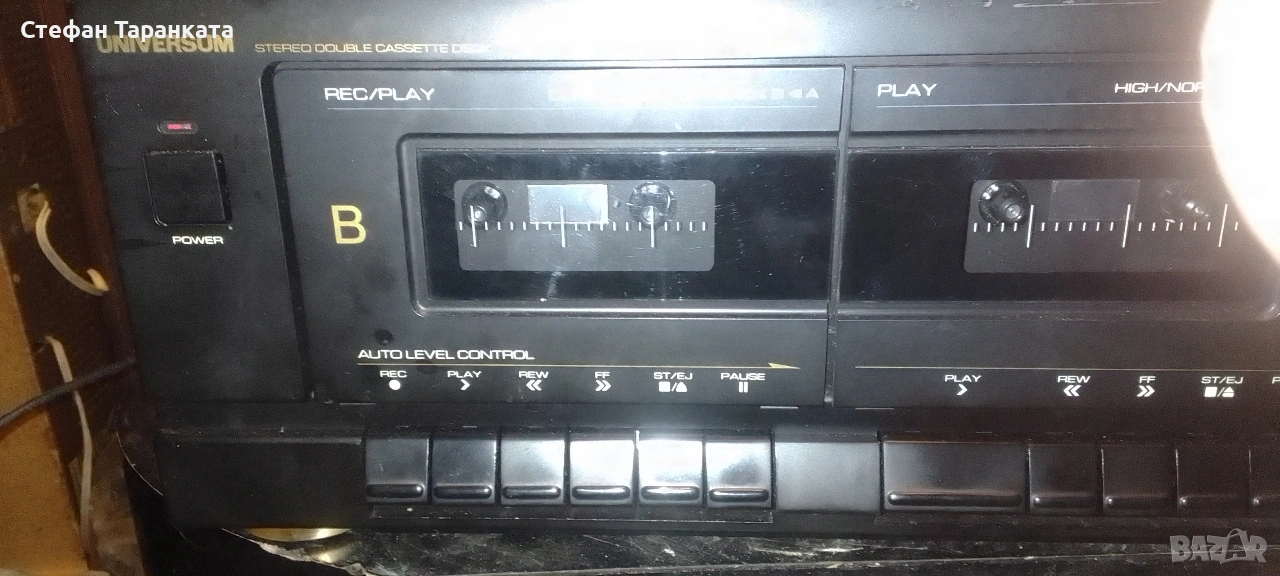 Стефан Таранката
UNIVERSUM STEREO DOUBLE CASSETTE DECK
REC/PLAY B ◄ A
PLAY HIGH/NOR
POWER
B
AUTO LEVEL CONTROL
REC PLAY REW FF ST/EJ PAUSE
PLAY REW FF ST/EJ P
BAZAR